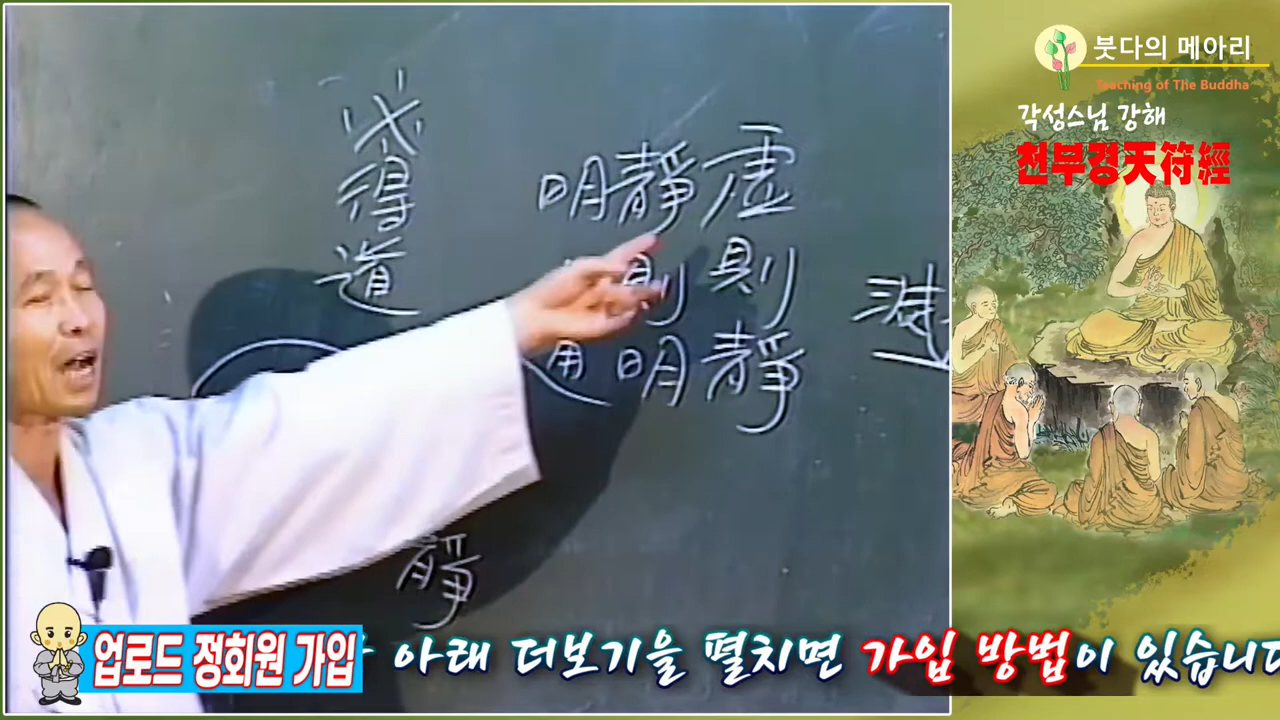 붓다의 메아리
Teaching of The Buddha
각성스님 강해
천부경天符經
虛則靜
靜則明
明
用
得道
靜
업로드 정회원 가입
아래 더보기을 펼치면 가입 방법이 있습니다